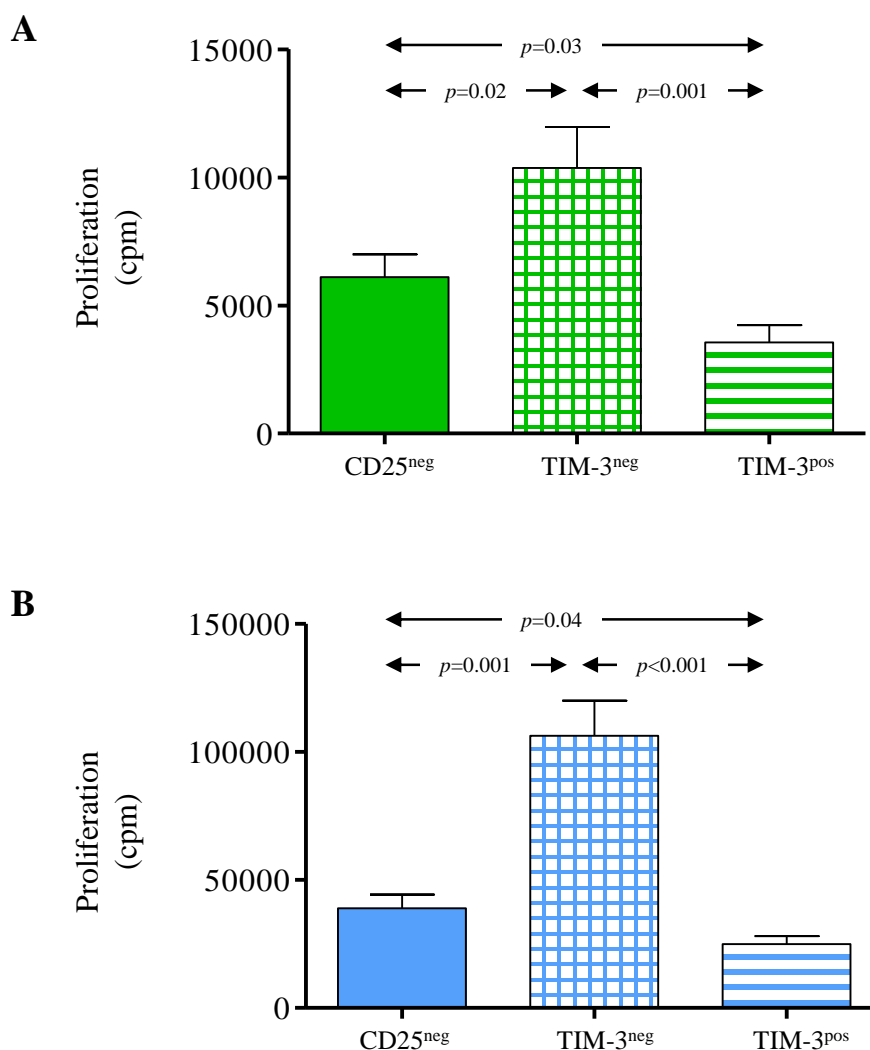 A
15000
p=0.03
p=0.02
p=0.001
10000
Proliferation
(cpm)
5000
0
CD25neg
TIM-3neg
TIM-3pos
B
150000
p=0.04
p=0.001
p<0.001
100000
Proliferation
(cpm)
50000
0
CD25neg
TIM-3neg
TIM-3pos